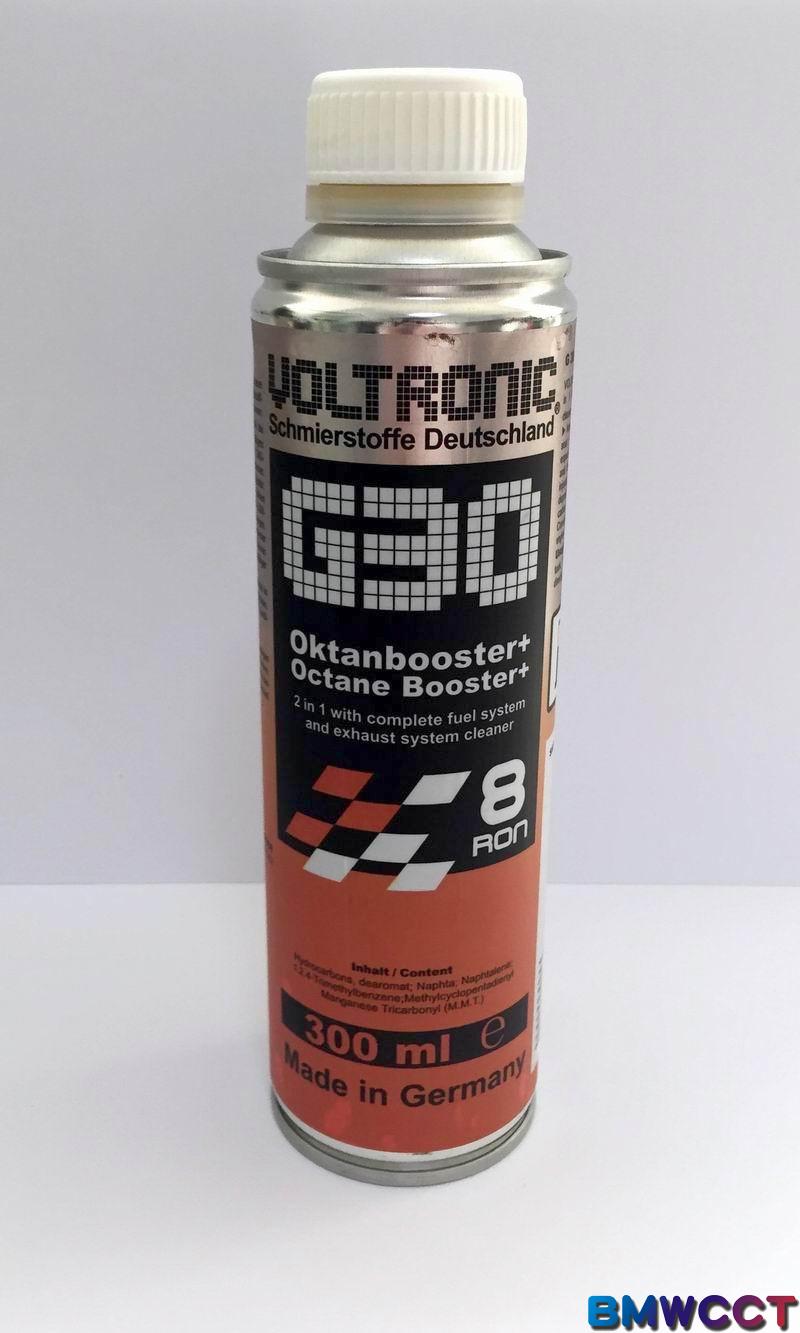 VOLTRONIC®
Schmierstoffe Deutschland
G30
Oktanbooster+
Octane Booster+
2 in 1 with complete fuel system
and exhaust system cleaner
8
RON
Inhalt / Content
Hydrocarbons, dearomat; Naphta; Naphtalene;
1,2,4-Trimethylbenzene;Methylcyclopentadienyl
Manganese Tricarbonyl (M.M.T.)
300 ml e
Made in Germany
BMWCCT